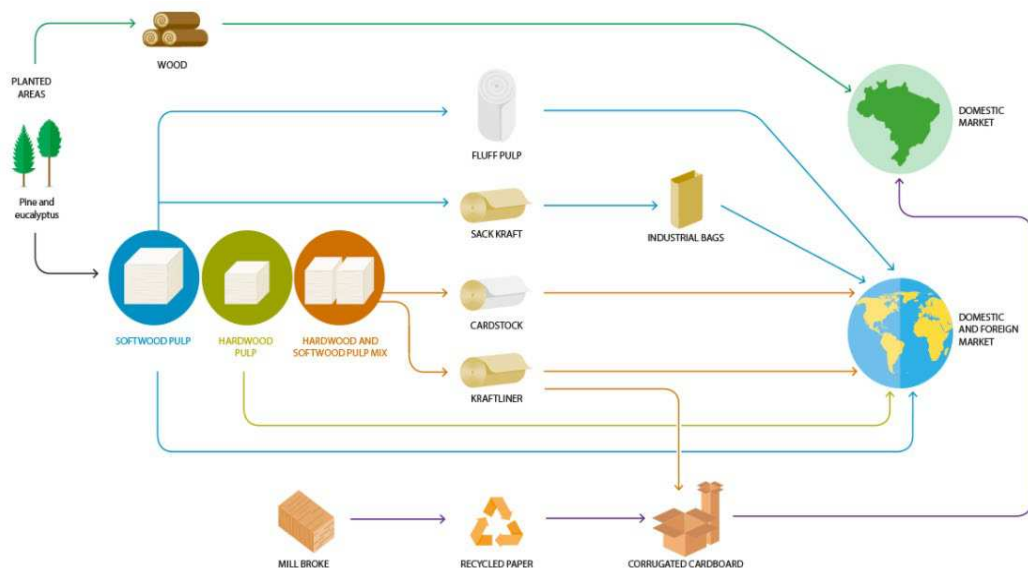 WOOD
PLANTED
AREAS
DOMESTIC
MARKET
FLUFF PULP
Pine and
eucalyptus
SACK KRAFT
INDUSTRIAL BAGS
DOMESTIC
AND FOREIGN
MARKET
CARDSTOCK
SOFTWOOD PULP
HARDWOOD
PULP
HARDWOOD AND
SOFTWOOD PULP MIX
KRAFTLINER
MILL BROKE
RECYCLED PAPER
CORRUGATED CARDBOARD